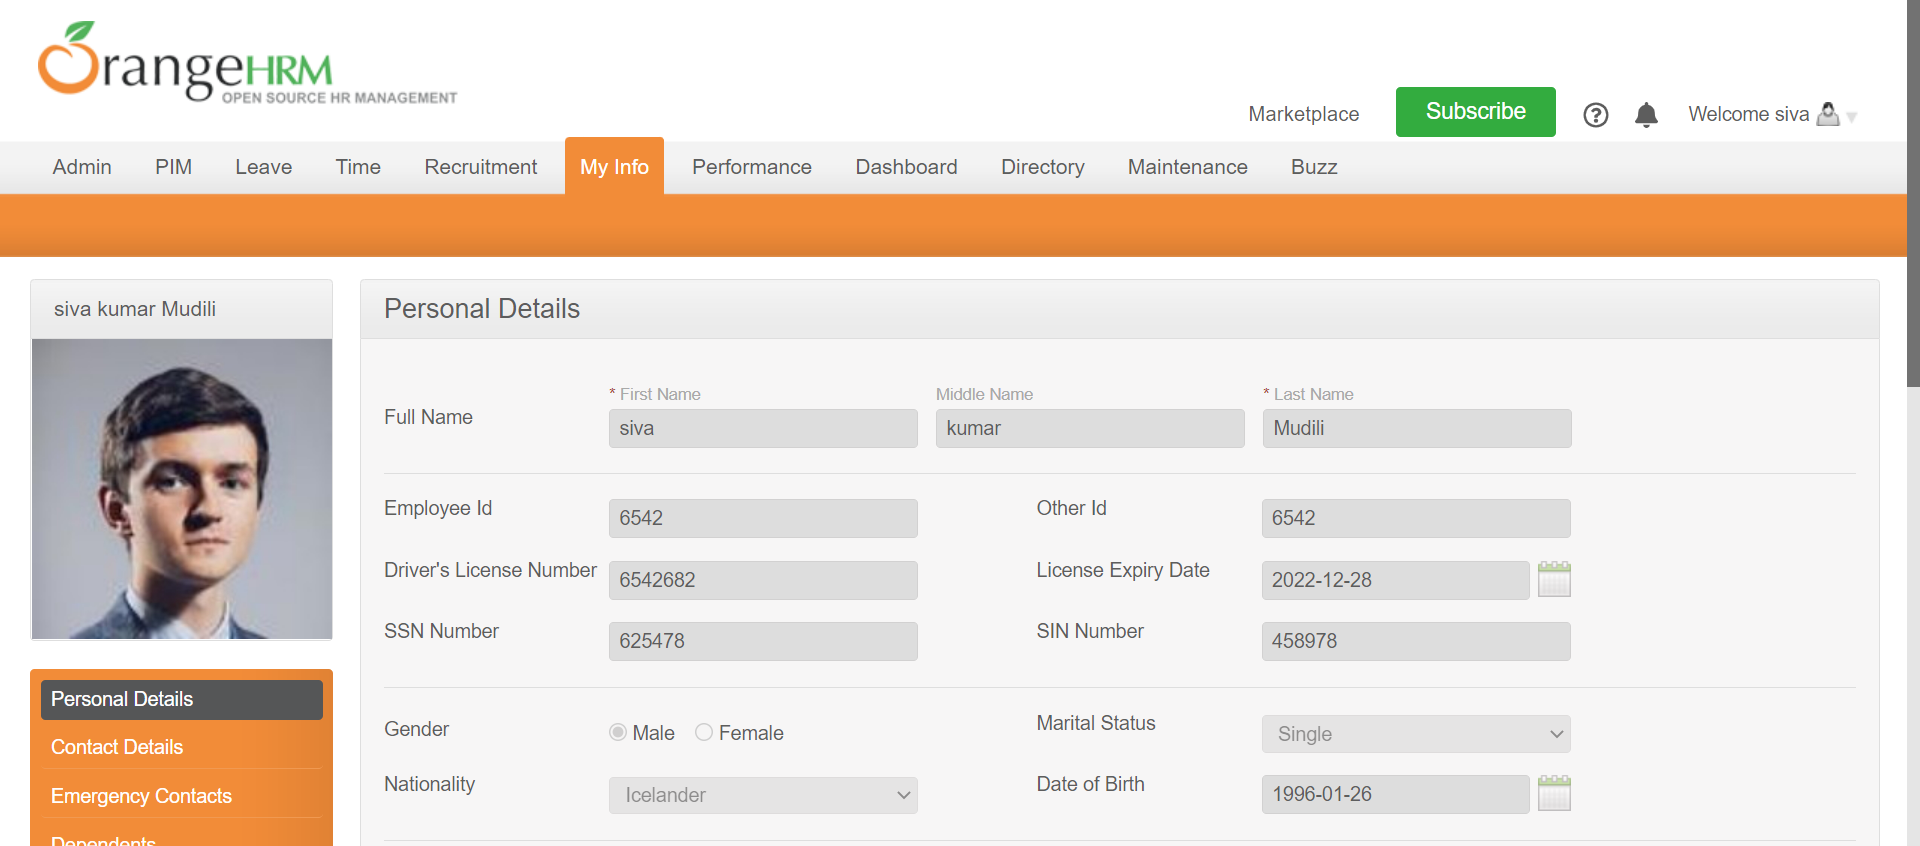 OrangeHRM
OPEN SOURCE HR MANAGEMENT
Marketplace Subscribe Welcome siva
Admin PIM Leave Time Recruitment My Info Performance Dashboard Directory Maintenance Buzz
siva kumar Mudili
Personal Details
* First Name Middle Name * Last Name
Full Name siva kumar Mudili
Employee Id 6542 Other Id 6542
Driver's License Number 6542682 License Expiry Date 2022-12-28
SSN Number 625478 SIN Number 458978
Gender Male Female Marital Status Single
Nationality Icelander Date of Birth 1996-01-26
Personal Details
Contact Details
Emergency Contacts
Dependents